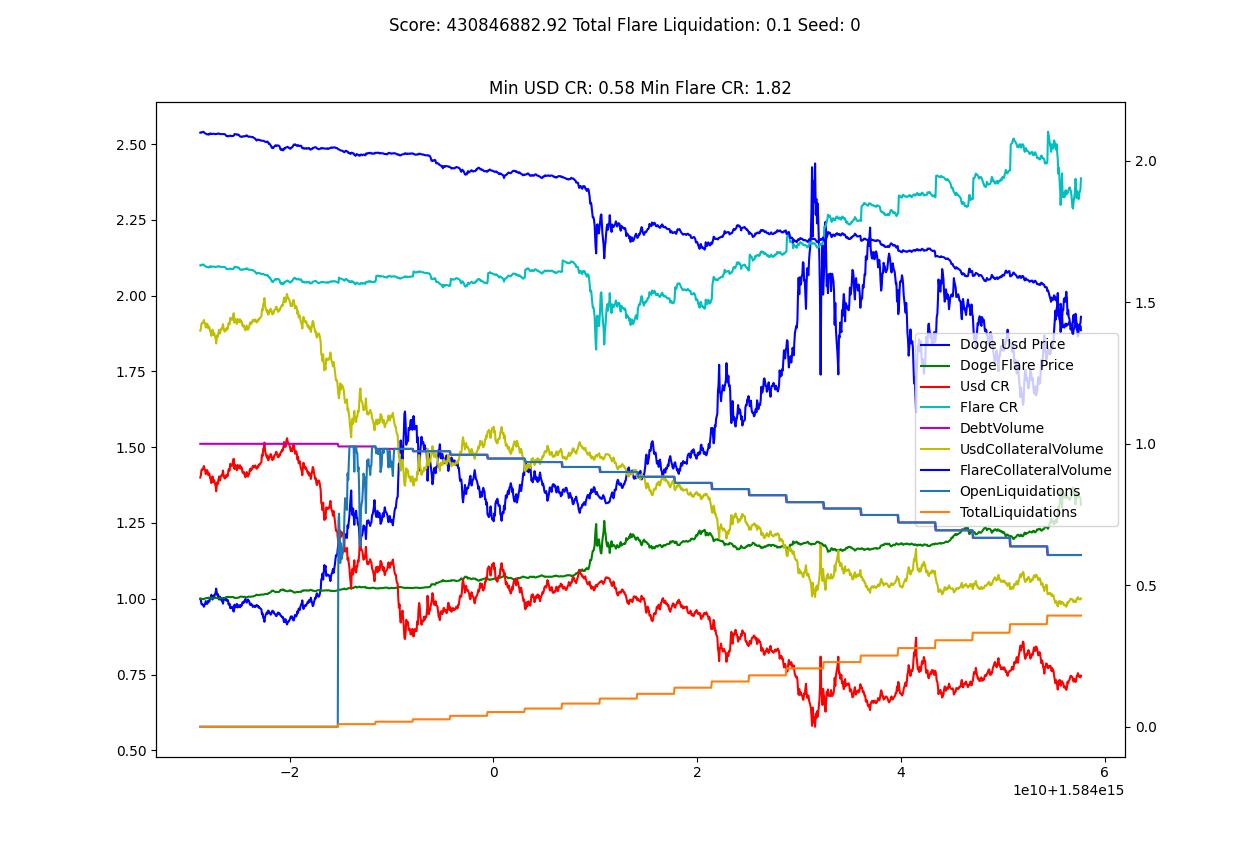 Score: 430846882.92 Total Flare Liquidation: 0.1 Seed: 0
Min USD CR: 0.58 Min Flare CR: 1.82
2.50
2.25
2.00
1.75
1.50
1.25
1.00
0.75
0.50
2.0
1.5
1.0
0.5
0.0
Doge Usd Price
Doge Flare Price
Usd CR
Flare CR
DebtVolume
UsdCollateralVolume
FlareCollateralVolume
OpenLiquidations
TotalLiquidations
−2 0 2 4 6
1e10+1.584e15